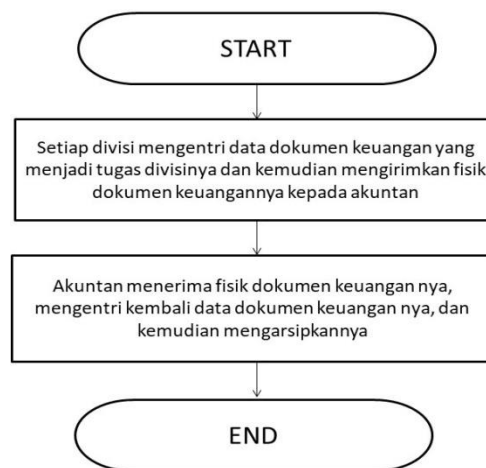 START
Setiap divisi mengentri data dokumen keuangan yang
menjadi tugas divisinya dan kemudian mengirimkan fisik
dokumen keuangannya kepada akuntan
Akuntan menerima fisik dokumen keuangan nya,
mengentri kembali data dokumen keuangan nya, dan
kemudian mengarsipkannya
END